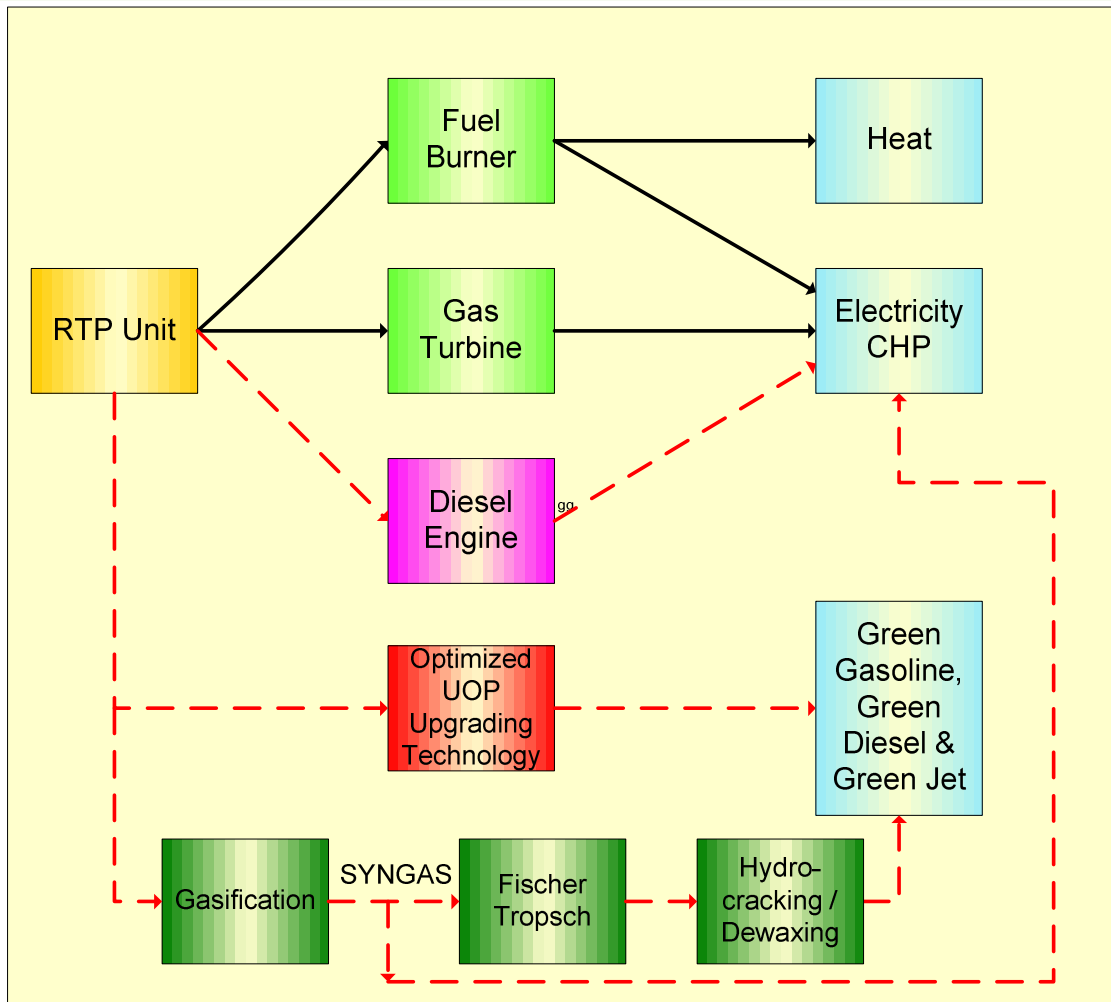 Fuel
Burner
Heat
RTP Unit
Gas
Turbine
Electricity
CHP
Diesel
Engine
gg
Optimized
UOP
Upgrading
Technology
Green
Gasoline,
Green
Diesel &
Green Jet
Gasification
SYNGAS
Fischer
Tropsch
Hydro-
cracking /
Dewaxing